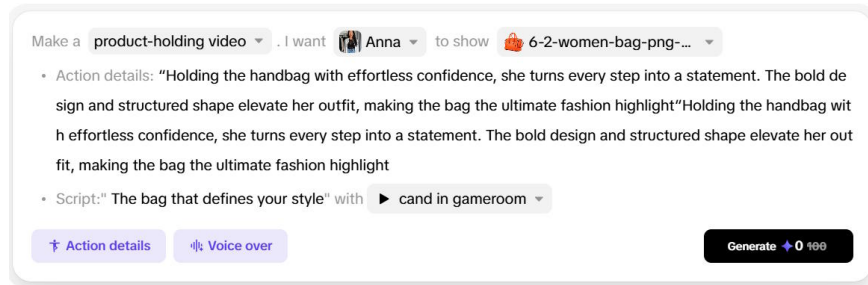 Make a product-holding video . I want Anna to show 6-2-women-bag-png-...
• Action details: “Holding the handbag with effortless confidence, she turns every step into a statement. The bold de
sign and structured shape elevate her outfit, making the bag the ultimate fashion highlight“Holding the handbag wit
h effortless confidence, she turns every step into a statement. The bold design and structured shape elevate her out
fit, making the bag the ultimate fashion highlight
• Script:" The bag that defines your style" with cand in gameroom
Action details Voice over Generate 0 100